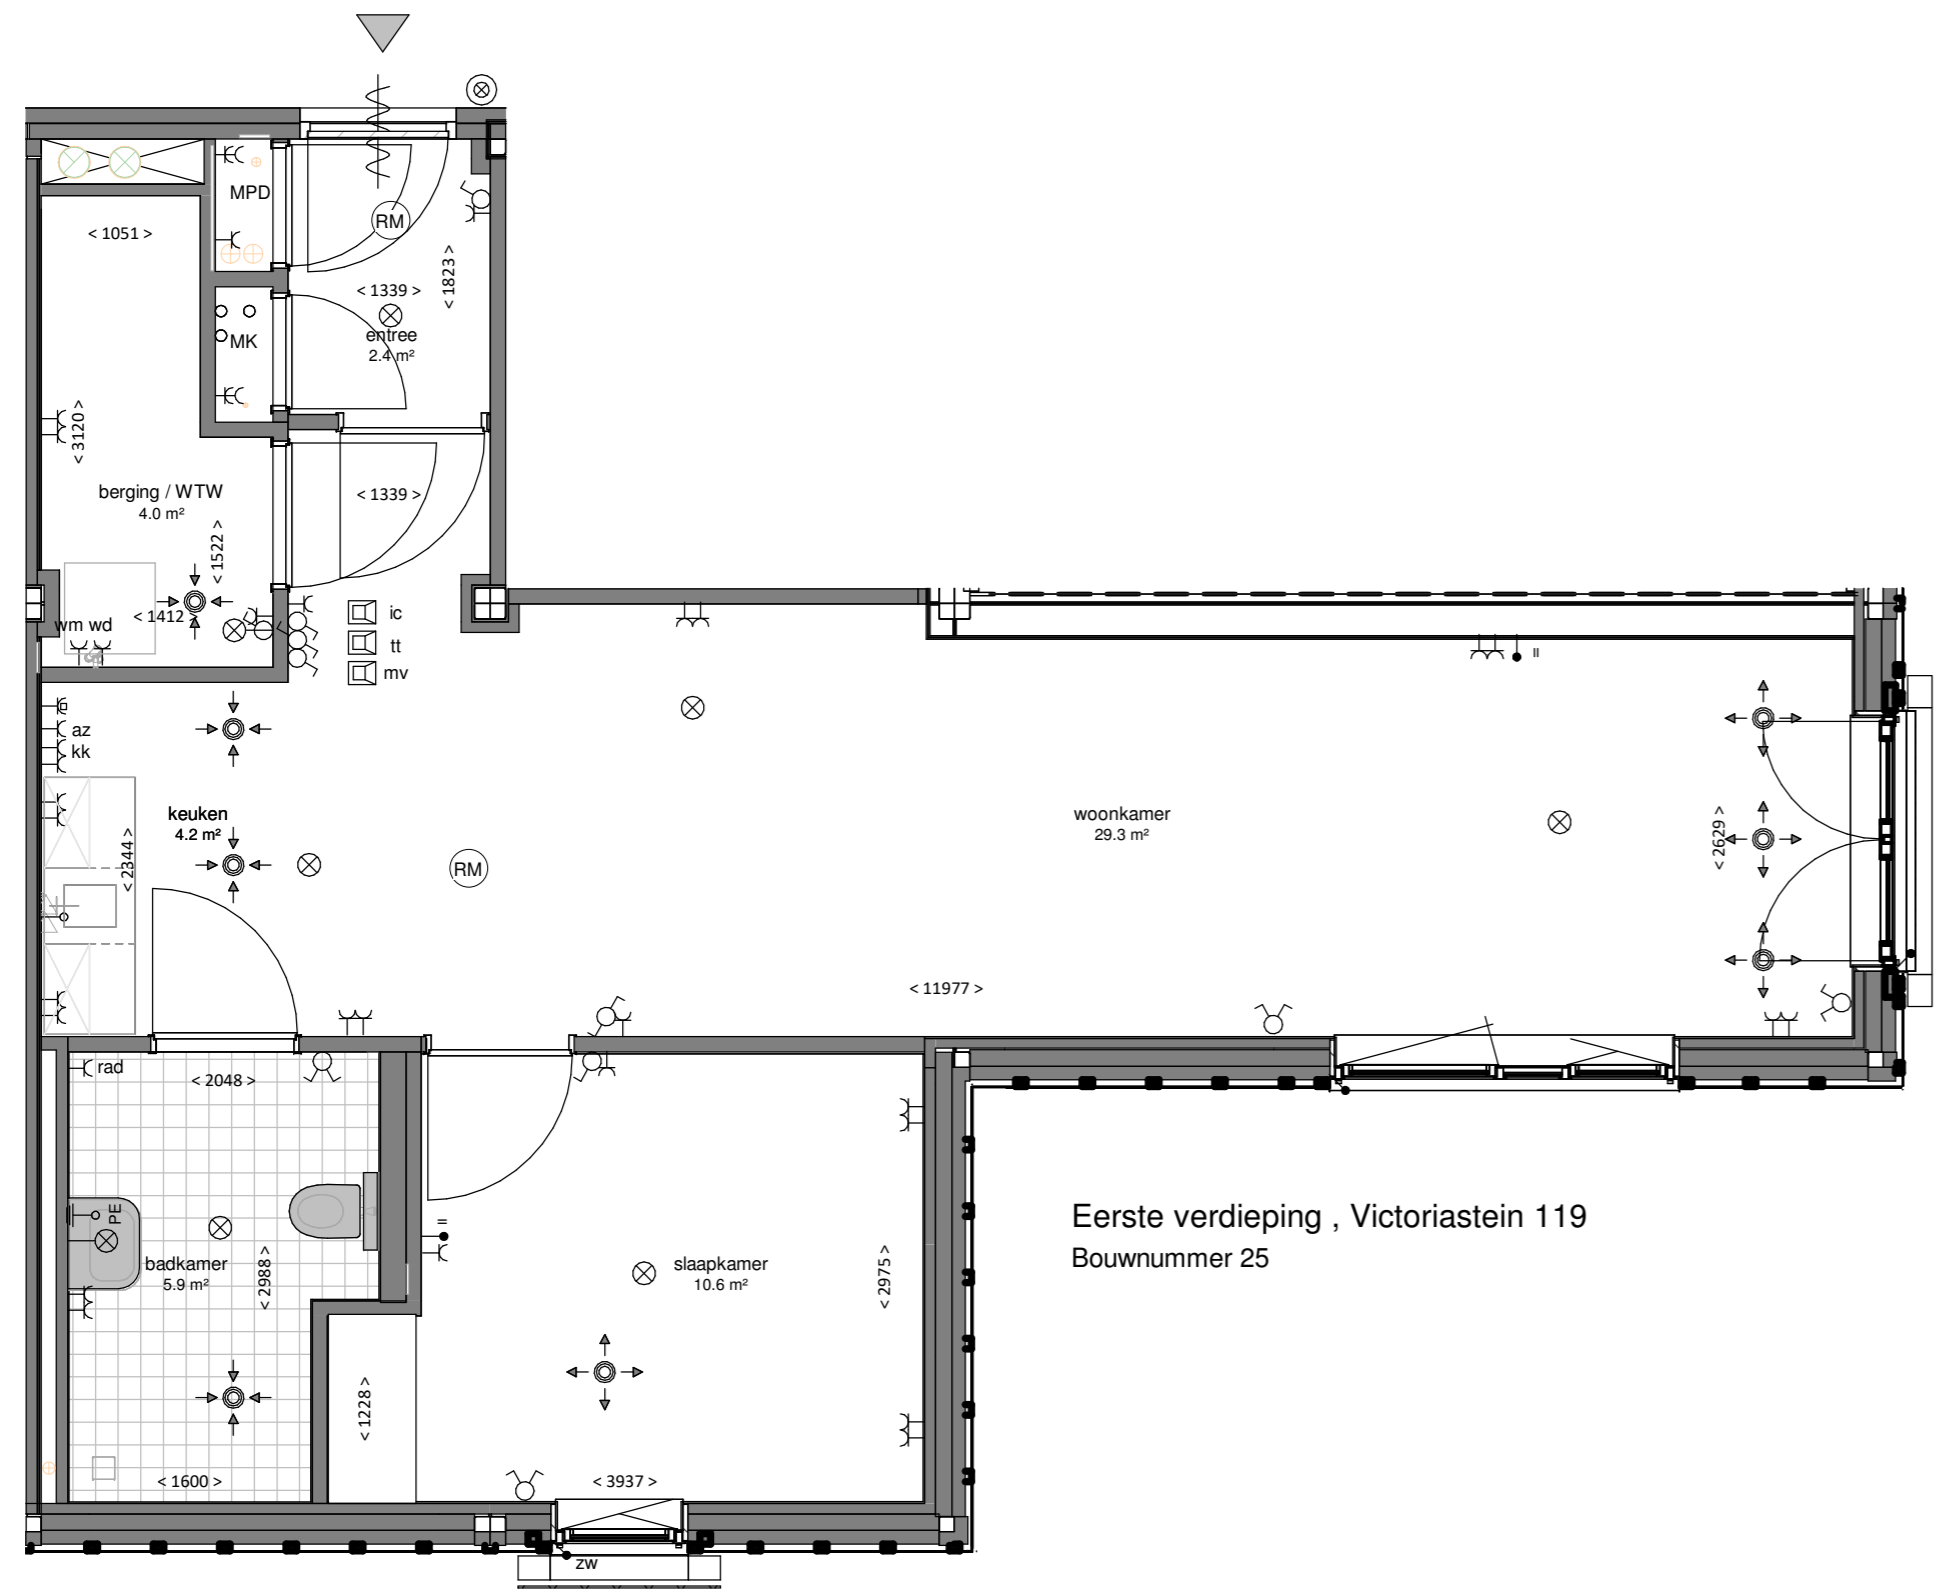 MPD
< 1051 >
RM
< 1823 >
< 1339 >
entree
2.4 m²
MK
< 3120 >
berging / WTW
4.0 m²
< 1339 >
< 1522 >
< 1412 >
wm wd
ic
tt
mv
az
kk
keuken
4.2 m²
< 2344 >
RM
woonkamer
29.3 m²
< 2629 >
< 11977 >
rad
< 2048 >
PE
badkamer
5.9 m²
< 2988 >
slaapkamer
10.6 m²
< 2975 >
< 1228 >
< 1600 >
< 3937 >
zw
Eerste verdieping , Victoriastein 119
Bouwnummer 25